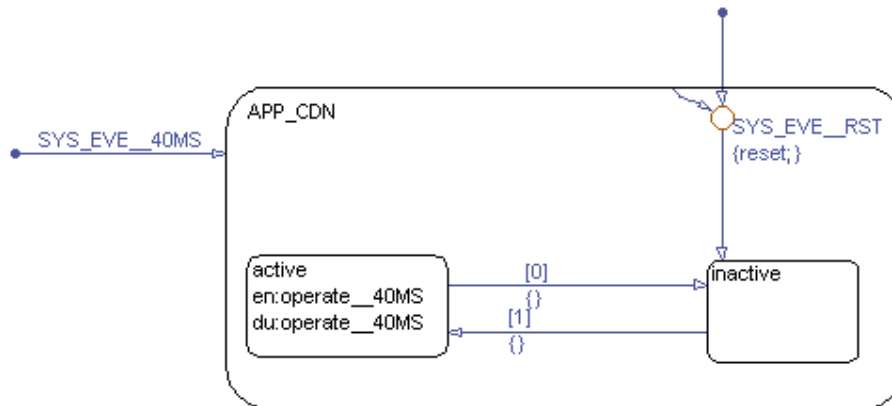 APP_CDN
SYS_EVE__40MS
SYS_EVE__RST
{reset; }
active
en:operate__40MS
du:operate__40MS
[0]
{}
[1]
{}
inactive